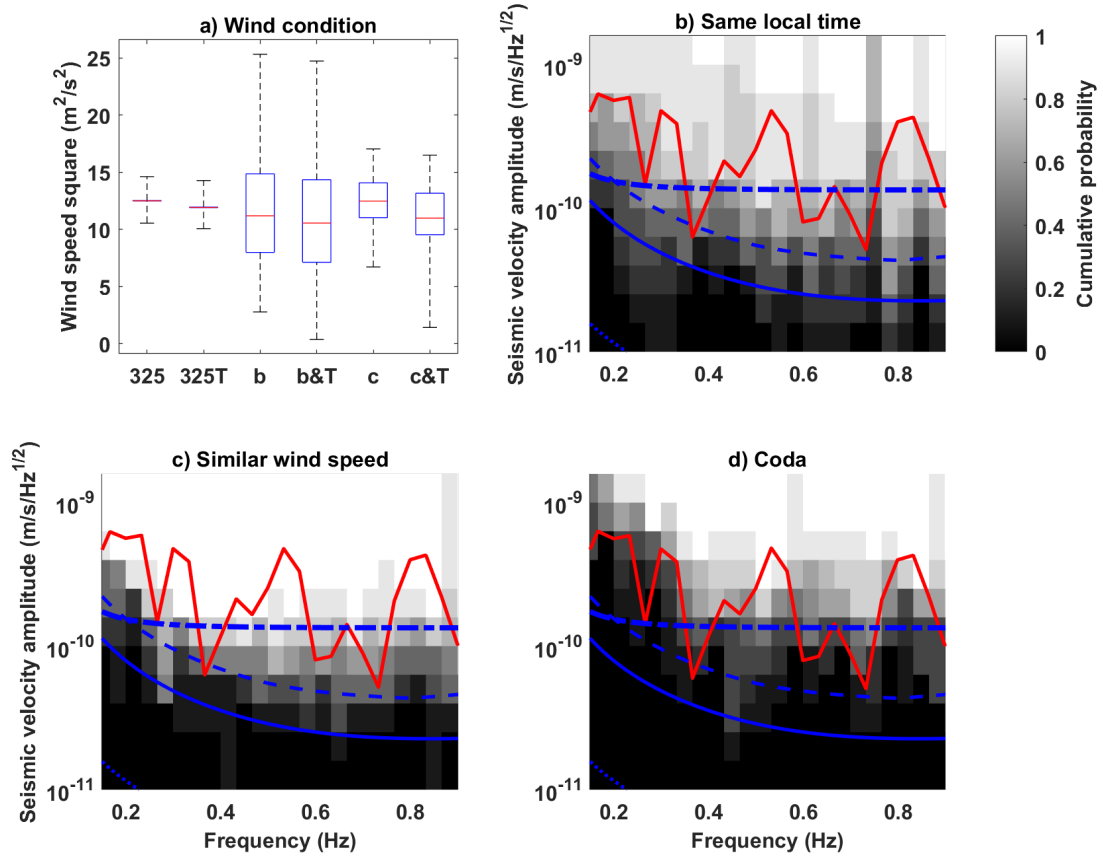 a) Wind condition
Wind speed square (m²/s²)
25
20
15
10
5
0
325 325T b b&T c c&T
b) Same local time
Seismic velocity amplitude (m/s/Hz^1/2)
10^-9
10^-10
10^-11
0.2 0.4 0.6 0.8
1
0.8
0.6
0.4
0.2
0
Cumulative probability
c) Similar wind speed
Seismic velocity amplitude (m/s/Hz^1/2)
10^-9
10^-10
10^-11
0.2 0.4 0.6 0.8
Frequency (Hz)
d) Coda
10^-9
10^-10
10^-11
0.2 0.4 0.6 0.8
Frequency (Hz)